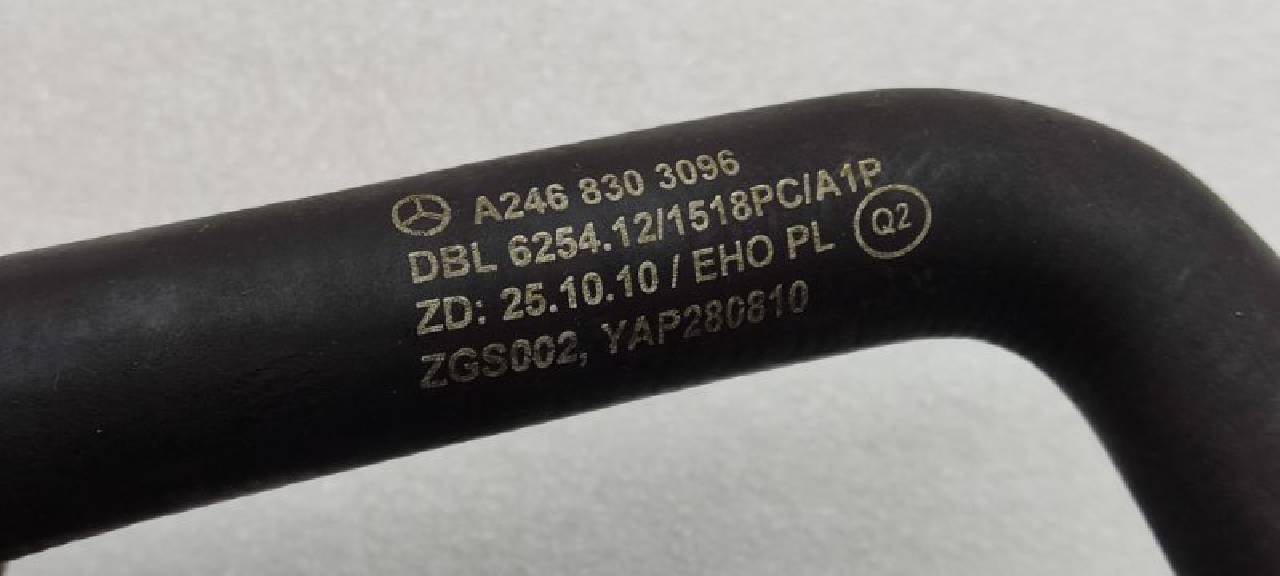 A246 830 3096
DBL 6254.12/1518PC/A1P
ZD: 25.10.10 / EHO PL Q2
ZGS002, YAP280810